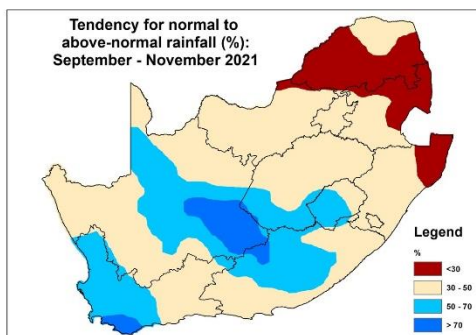 Tendency for normal to
above-normal rainfall (%):
September - November 2021
Legend
%
<30
30 - 50
50 - 70
> 70